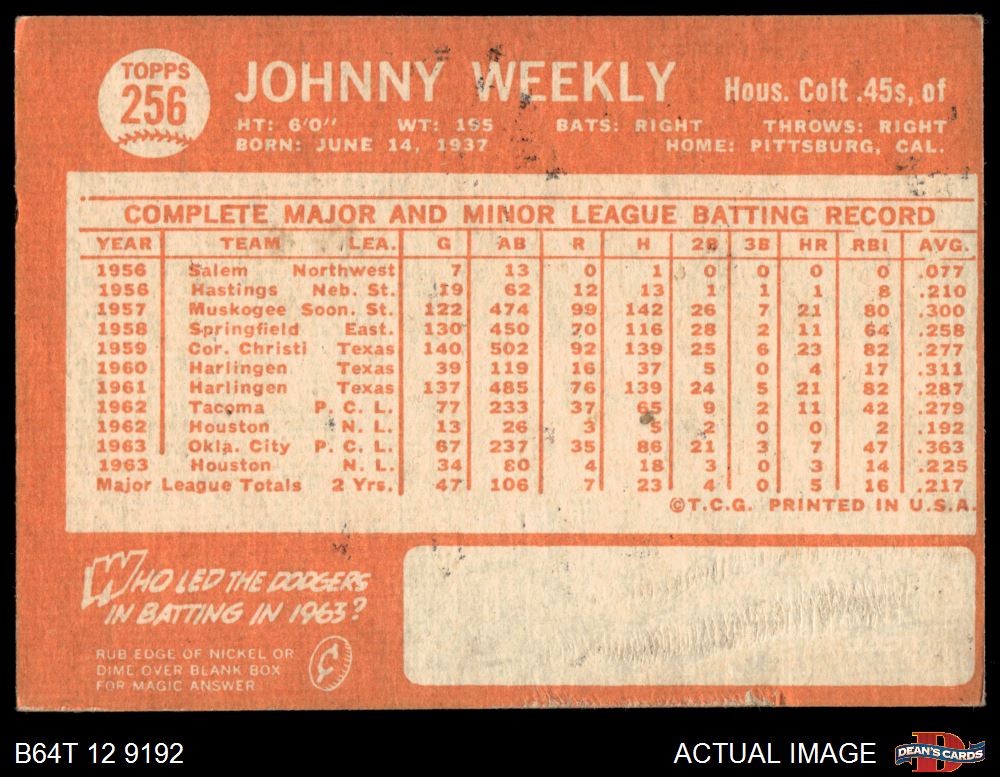 TOPPS
256
JOHNNY WEEKLY
Hous. Colt .45s, of
HT: 6'0" WT: 195 BATS: RIGHT THROWS: RIGHT
BORN: JUNE 14, 1937 HOME: PITTSBURG, CAL.
COMPLETE MAJOR AND MINOR LEAGUE BATTING RECORD
YEAR TEAM LEA. G AB R H 2B 3B HR RBI AVG.
1956 Salem Northwest 7 13 0 1 0 0 0 0 .077
1956 Hastings Neb. St. 19 62 12 13 1 1 1 8 .210
1957 Muskogee Soon. St. 122 474 99 142 26 7 21 80 .300
1958 Springfield East. 130 450 70 116 28 2 11 64 .258
1959 Cor. Christi Texas 140 502 92 139 25 6 23 82 .277
1960 Harlingen Texas 39 119 16 37 5 0 4 17 .311
1961 Harlingen Texas 137 485 76 139 24 5 21 82 .287
1962 Tacoma P. C. L. 77 233 37 65 9 2 11 42 .279
1962 Houston N. L. 13 26 3 5 2 0 0 2 .192
1963 Okla. City P. C. L. 67 237 35 86 21 3 7 47 .363
1963 Houston N. L. 34 80 4 18 3 0 3 14 .225
Major League Totals 2 Yrs. 47 106 7 23 4 0 5 16 .217
©T.C.G. PRINTED IN U.S.A.
WHO LED THE DODGERS
IN BATTING IN 1963?
RUB EDGE OF NICKEL OR
DIME OVER BLANK BOX
FOR MAGIC ANSWER
¢
B64T 12 9192
ACTUAL IMAGE
D
DEAN'S CARDS